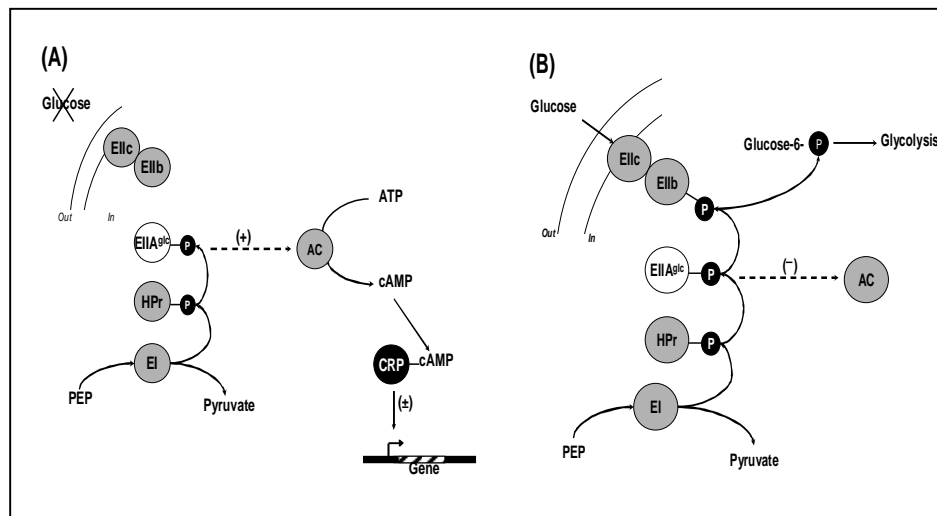 (A)
Glucose
EIIc
EIIb
Out
In
ATP
EIIAglc
P
(+)
AC
HPr
P
cAMP
EI
CRP
cAMP
PEP
Pyruvate
(±)
Gene
(B)
Glucose
EIIc
Glucose-6-
P
Glycolysis
EIIb
P
Out
In
EIIAglc
P
(–)
AC
HPr
P
EI
PEP
Pyruvate